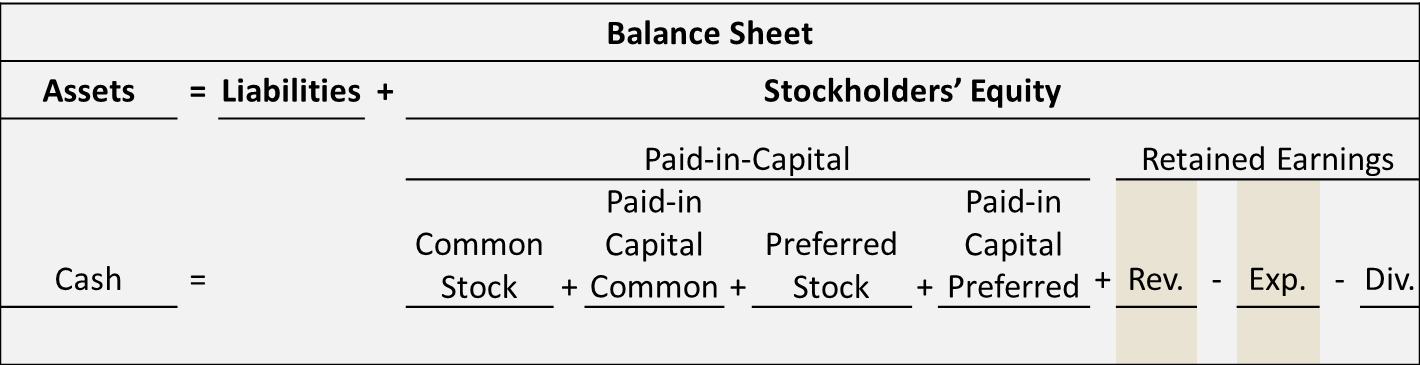 Balance Sheet
Assets = Liabilities + Stockholders’ Equity
Paid-in-Capital Retained Earnings
Paid-in Paid-in
Common Capital Preferred Capital
Cash = Stock + Common + Stock + Preferred + Rev. - Exp. - Div.